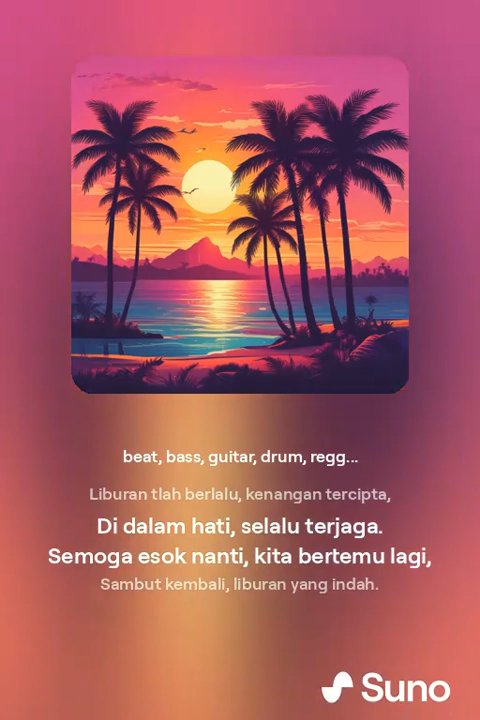 beat, bass, guitar, drum, regg...
Liburan tlah berlalu, kenangan tercipta,
Di dalam hati, selalu terjaga.
Semoga esok nanti, kita bertemu lagi,
Sambut kembali, liburan yang indah.
Suno